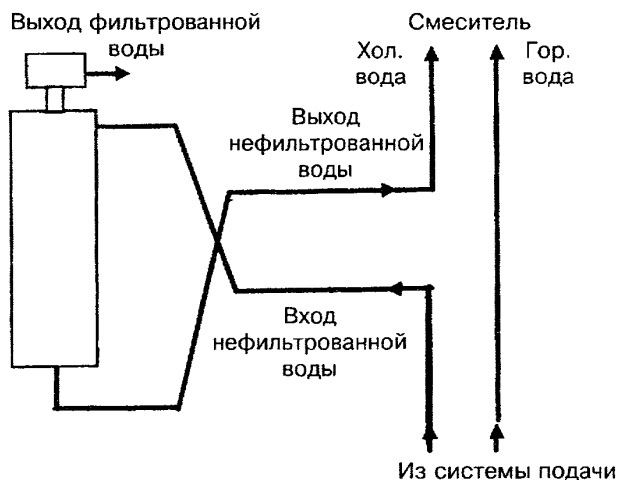 Выход фильтрованной
воды
Смеситель
Хол.
вода
Гор.
вода
Выход
нефильтрованной
воды
Вход
нефильтрованной
воды
Из системы подачи